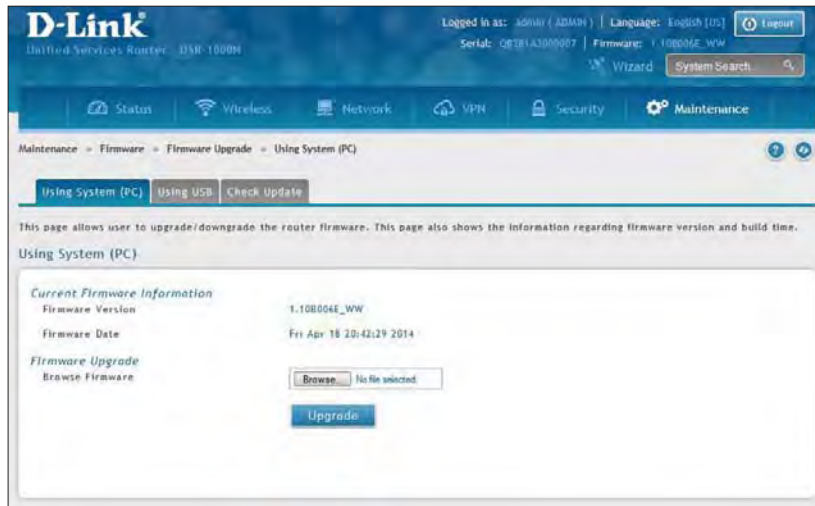 D-Link
Unified Services Router - DSR-1000N
Logged in as: admin ( ADMIN ) | Language: English [US]
Logout
Serial: | Firmware: 1.10B006E_WW
Wizard
System Search
Status
Wireless
Network
VPN
Security
Maintenance
Maintenance » Firmware » Firmware Upgrade » Using System (PC)
Using System (PC)
Using USB
Check Update
This page allows user to upgrade/downgrade the router firmware. This page also shows the information regarding firmware version and build time.
Using System (PC)
Current Firmware Information
Firmware Version 1.10B006E_WW
Firmware Date Fri Apr 18 20:42:29 2014
Firmware Upgrade
Browse Firmware Browse... No file selected.
Upgrade